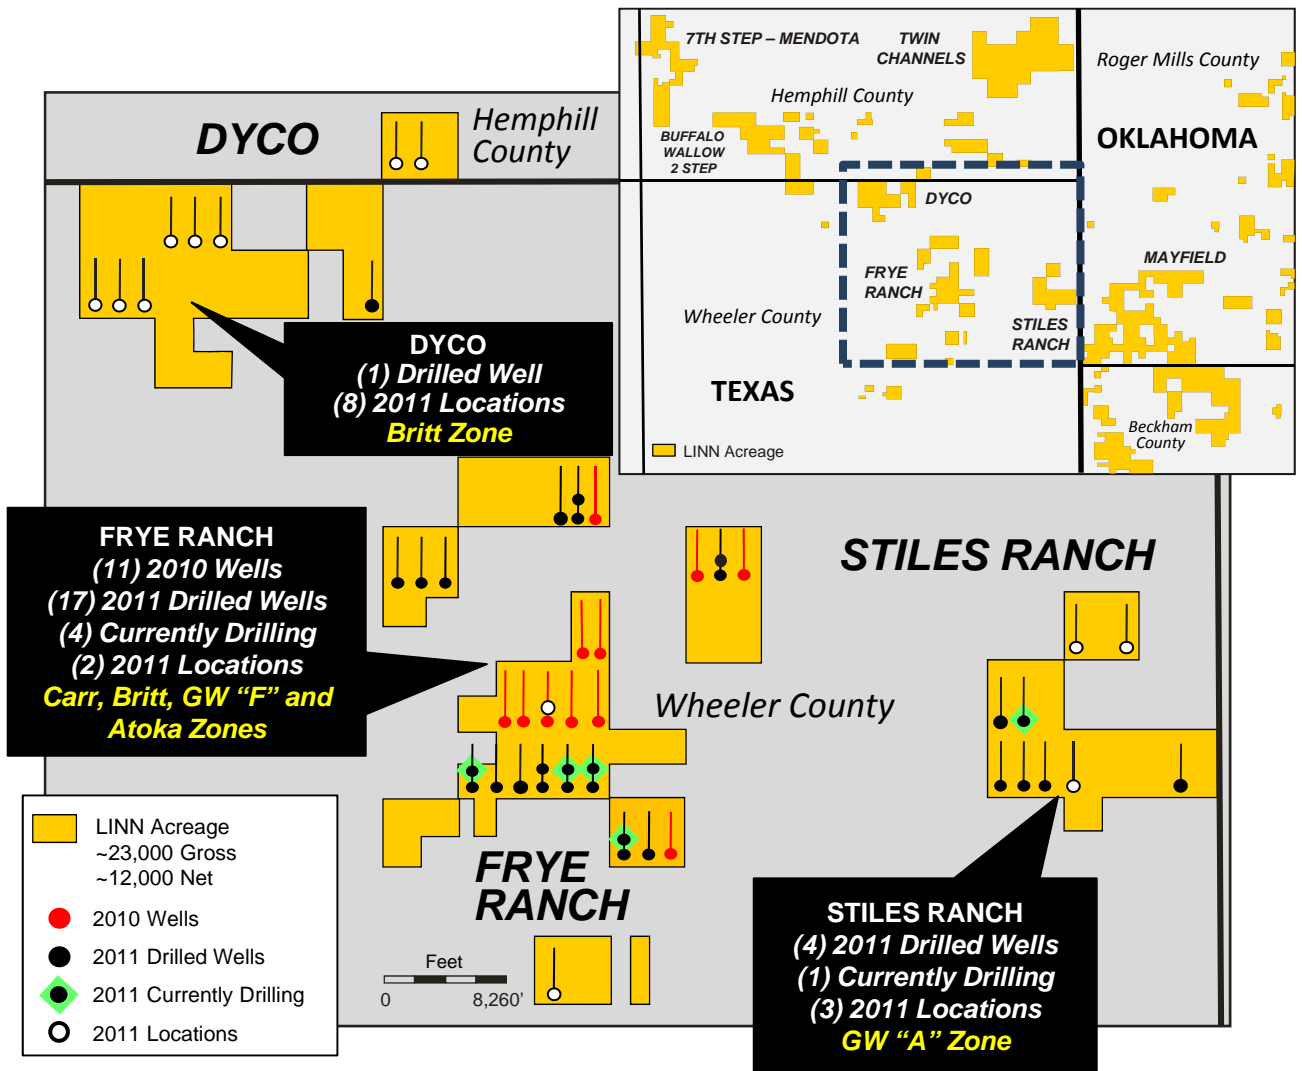 7TH STEP – MENDOTA
TWIN
CHANNELS
Roger Mills County
Hemphill County
BUFFALO
WALLOW
2 STEP
OKLAHOMA
DYCO
MAYFIELD
FRYE
RANCH
Wheeler County
STILES
RANCH
TEXAS
Beckham
County
LINN Acreage
DYCO
Hemphill
County
DYCO
(1) Drilled Well
(8) 2011 Locations
Britt Zone
FRYE RANCH
(11) 2010 Wells
(17) 2011 Drilled Wells
(4) Currently Drilling
(2) 2011 Locations
Carr, Britt, GW “F” and
Atoka Zones
STILES RANCH
Wheeler County
FRYE
RANCH
LINN Acreage
~23,000 Gross
~12,000 Net
2010 Wells
2011 Drilled Wells
2011 Currently Drilling
2011 Locations
Feet
0 8,260’
STILES RANCH
(4) 2011 Drilled Wells
(1) Currently Drilling
(3) 2011 Locations
GW “A” Zone